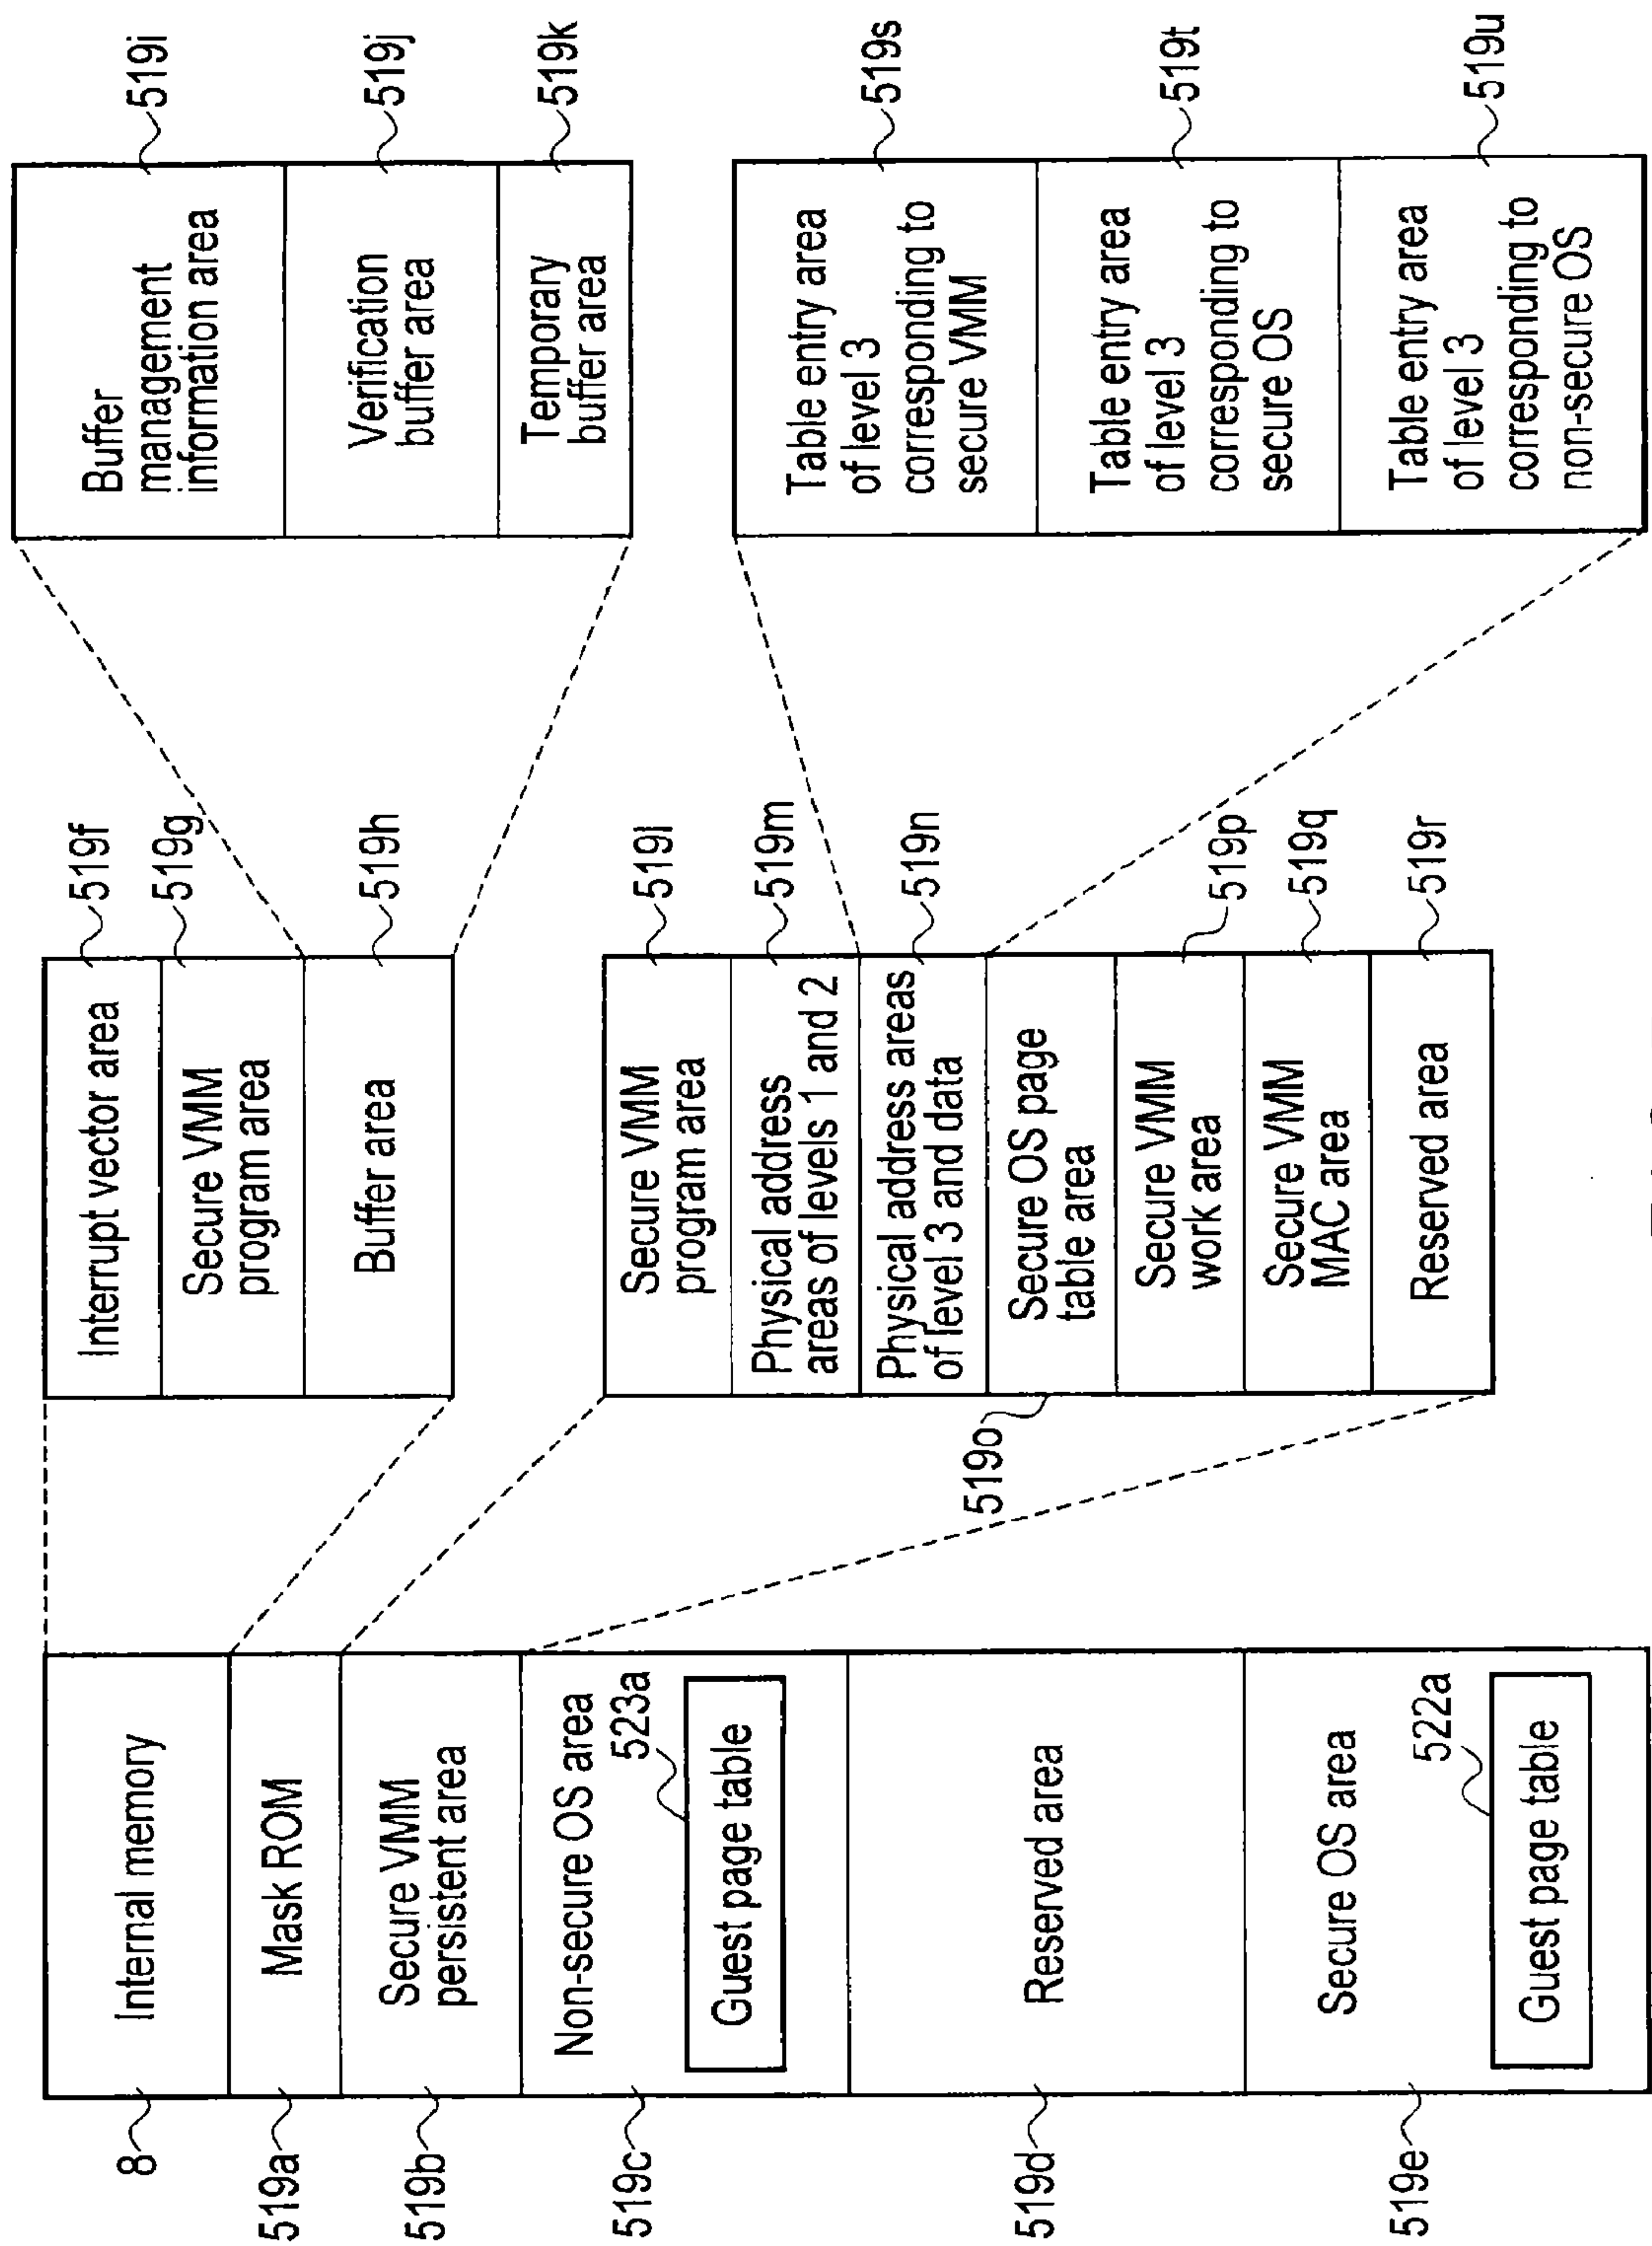 8
Internal memory
519a
Mask ROM
519b
Secure VMM
persistent area
519c
Non-secure OS area
523a
Guest page table
519d
Reserved area
519e
Secure OS area
522a
Guest page table
Interrupt vector area
519f
Secure VMM
program area
519g
Buffer area
519h
Secure VMM
program area
519l
Physical address
areas of levels 1 and 2
519m
Physical address areas
of level 3 and data
519n
519o
Secure OS page
table area
Secure VMM
work area
519p
Secure VMM
MAC area
519q
Reserved area
519r
Buffer
management
information area
519i
Verification
buffer area
519j
Temporary
buffer area
519k
Table entry area
of level 3
corresponding to
secure VMM
519s
Table entry area
of level 3
corresponding to
secure OS
519t
Table entry area
of level 3
corresponding to
non-secure OS
519u